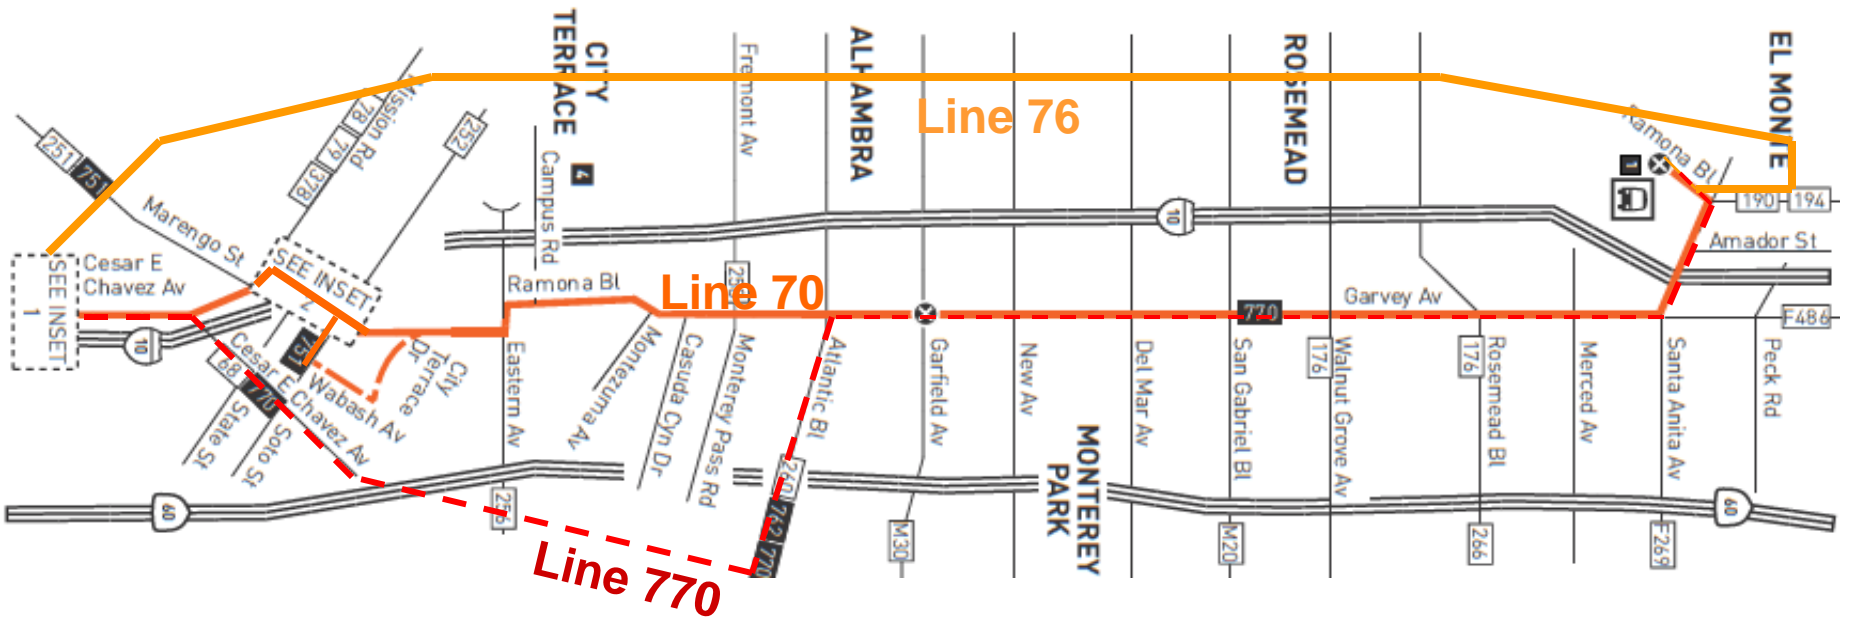 CITY
TERRACE
ALHAMBRA
ROSEMEAD
EL MONTE
MONTEREY
PARK
Line 76
Line 70
Line 770
Fremont Av
Mission
Rd
78
79
378
252
251
751
4
Campus Rd
Marengo St
Ramona Bl
1
190
194
10
Amador St
SEE INSET
1
Cesar E
Chavez Av
SEE INSET
2
Ramona Bl
Garvey Av
770
F486
10
751
68
770
Cesar E
Chavez Av
Wabash Av
City
Terrace
Dr
State St
Soto St
Eastern Av
Montezuma Av
Casuda Cyn Dr
Monterey Pass Rd
Atlantic Bl
Garfield Av
New Av
Del Mar Av
San Gabriel Bl
176
Walnut Grove Av
176
Rosemead Bl
Merced Av
Santa Anita Av
Peck Rd
60
256
260
762
770
M30
M20
266
F269
60